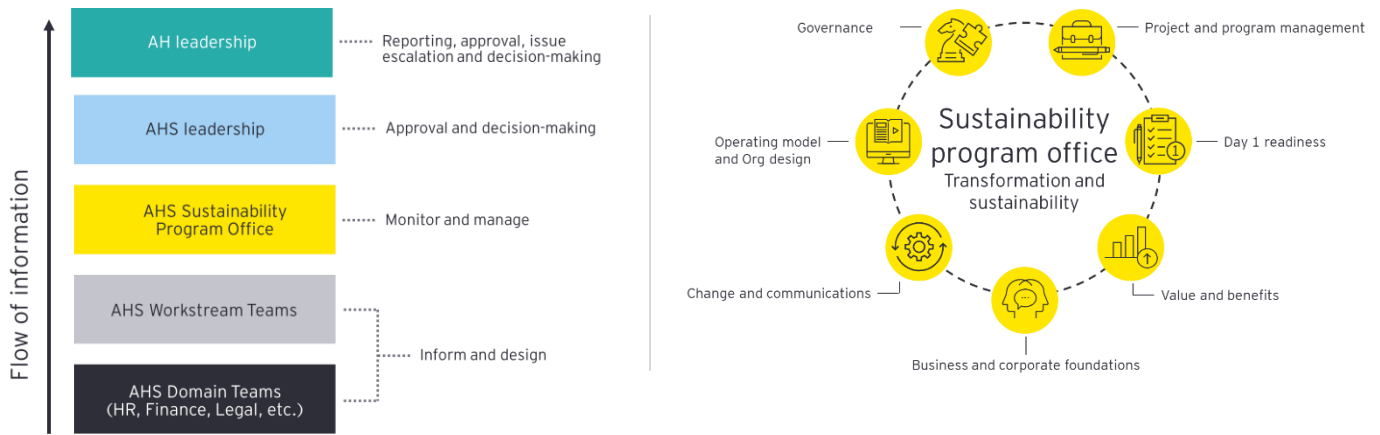 Flow of information
AH leadership
Reporting, approval, issue
escalation and decision-making
AHS leadership
Approval and decision-making
AHS Sustainability
Program Office
Monitor and manage
AHS Workstream Teams
Inform and design
AHS Domain Teams
(HR, Finance, Legal, etc.)
Governance
Project and program management
Sustainability
program office
Transformation and
sustainability
Operating model
and Org design
Day 1 readiness
1
Change and communications
Value and benefits
Business and corporate foundations